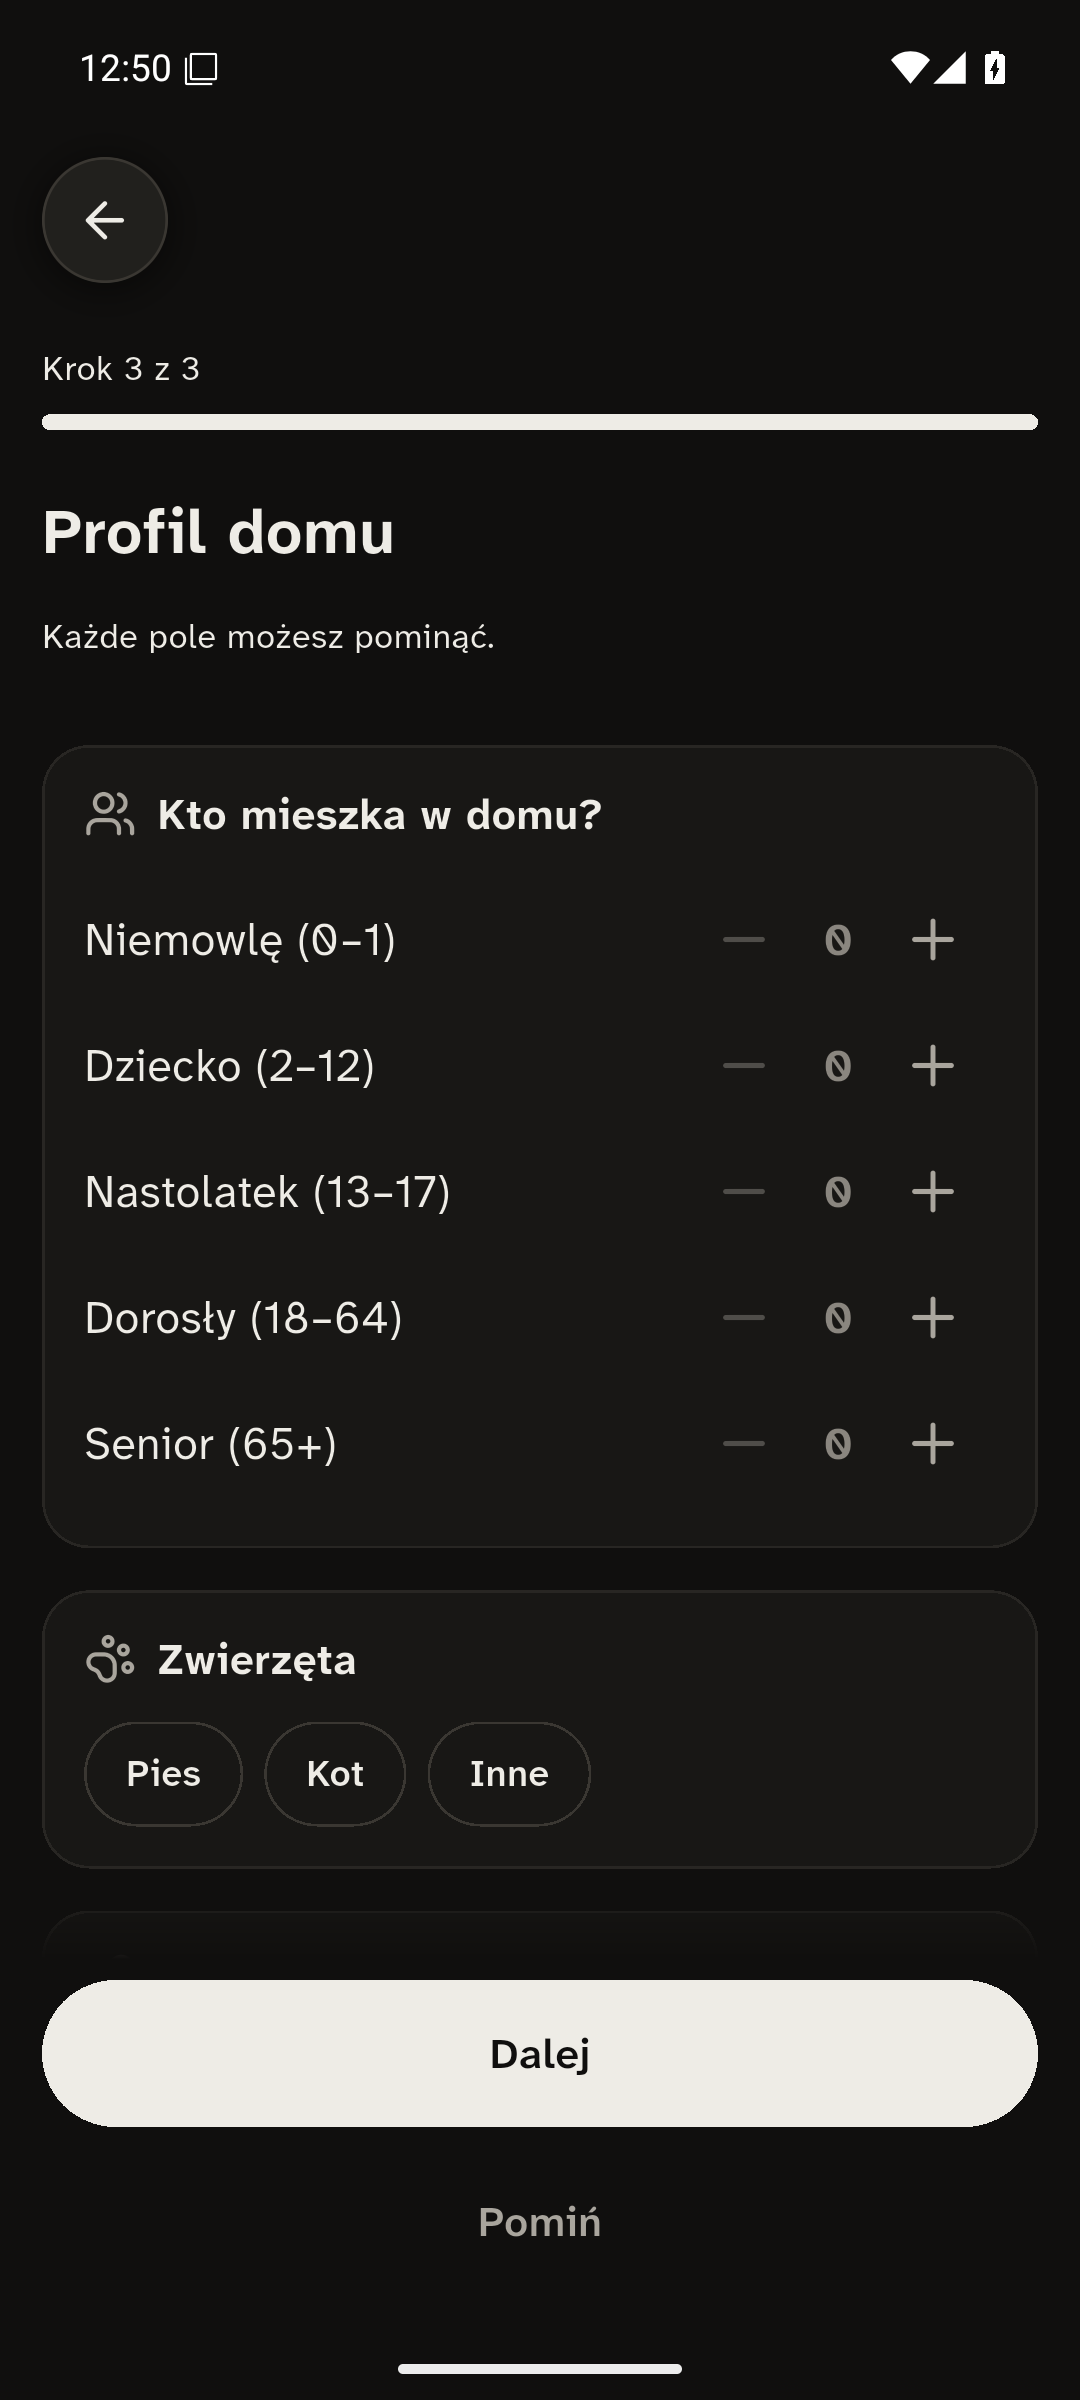 12:50
Krok 3 z 3
Profil domu
Każde pole możesz pominąć.
Kto mieszka w domu?
Niemowlę (0–1) 0
Dziecko (2–12) 0
Nastolatek (13–17) 0
Dorosły (18–64) 0
Senior (65+) 0
Zwierzęta
Pies Kot Inne
Dalej
Pomiń